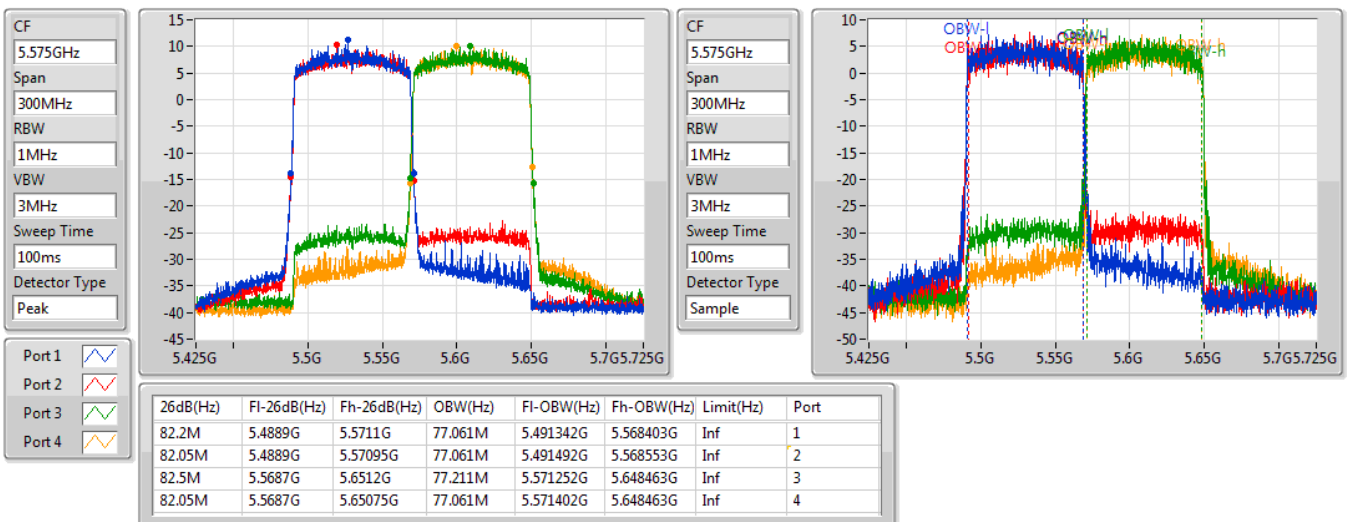 CF
5.575GHz
Span
300MHz
RBW
1MHz
VBW
3MHz
Sweep Time
100ms
Detector Type
Peak
15
10
5
0
-5
-10
-15
-20
-25
-30
-35
-40
-45
5.425G 5.5G 5.55G 5.6G 5.65G 5.7G 5.725G
CF
5.575GHz
Span
300MHz
RBW
1MHz
VBW
3MHz
Sweep Time
100ms
Detector Type
Sample
10
5
0
-5
-10
-15
-20
-25
-30
-35
-40
-45
-50
OBW-l
5.425G 5.5G 5.55G 5.6G 5.65G 5.7G 5.725G
Port 1
Port 2
Port 3
Port 4
26dB(Hz) Fl-26dB(Hz) Fh-26dB(Hz) OBW(Hz) Fl-OBW(Hz) Fh-OBW(Hz) Limit(Hz) Port
82.2M 5.4889G 5.5711G 77.061M 5.491342G 5.568403G Inf 1
82.05M 5.4889G 5.57095G 77.061M 5.491492G 5.568553G Inf 2
82.5M 5.5687G 5.6512G 77.211M 5.571252G 5.648463G Inf 3
82.05M 5.5687G 5.65075G 77.061M 5.571402G 5.648463G Inf 4